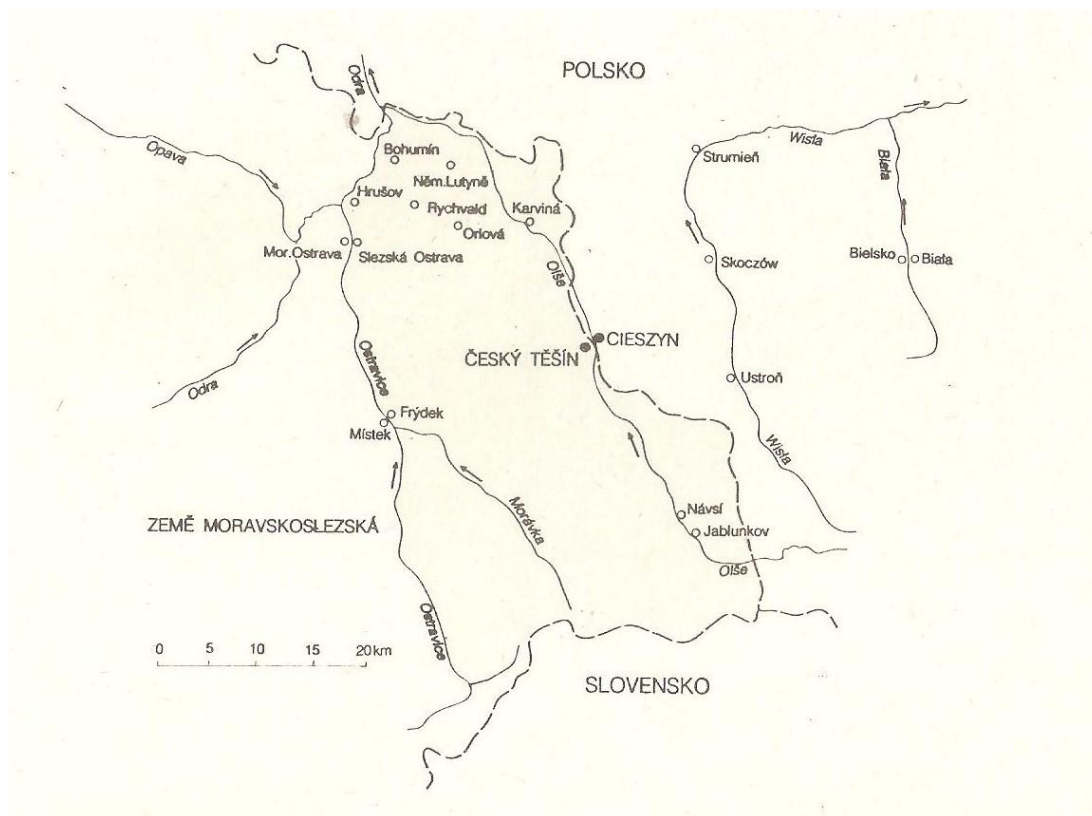 POLSKO
Odra
Opava
Bohumín
Něm.Lutyně
Hrušov
Rychvald
Karviná
Orlová
Mor.Ostrava
Slezská Ostrava
Strumień
Wisła
Biała
Skoczów
Bielsko
Biała
Olše
CIESZYN
ČESKÝ TĚŠÍN
Ostravice
Odra
Ustroń
Frýdek
Místek
Wisła
Morávka
Návsí
Jablunkov
ZEMĚ MORAVSKOSLEZSKÁ
Olše
Ostravice
0 5 10 15 20km
SLOVENSKO